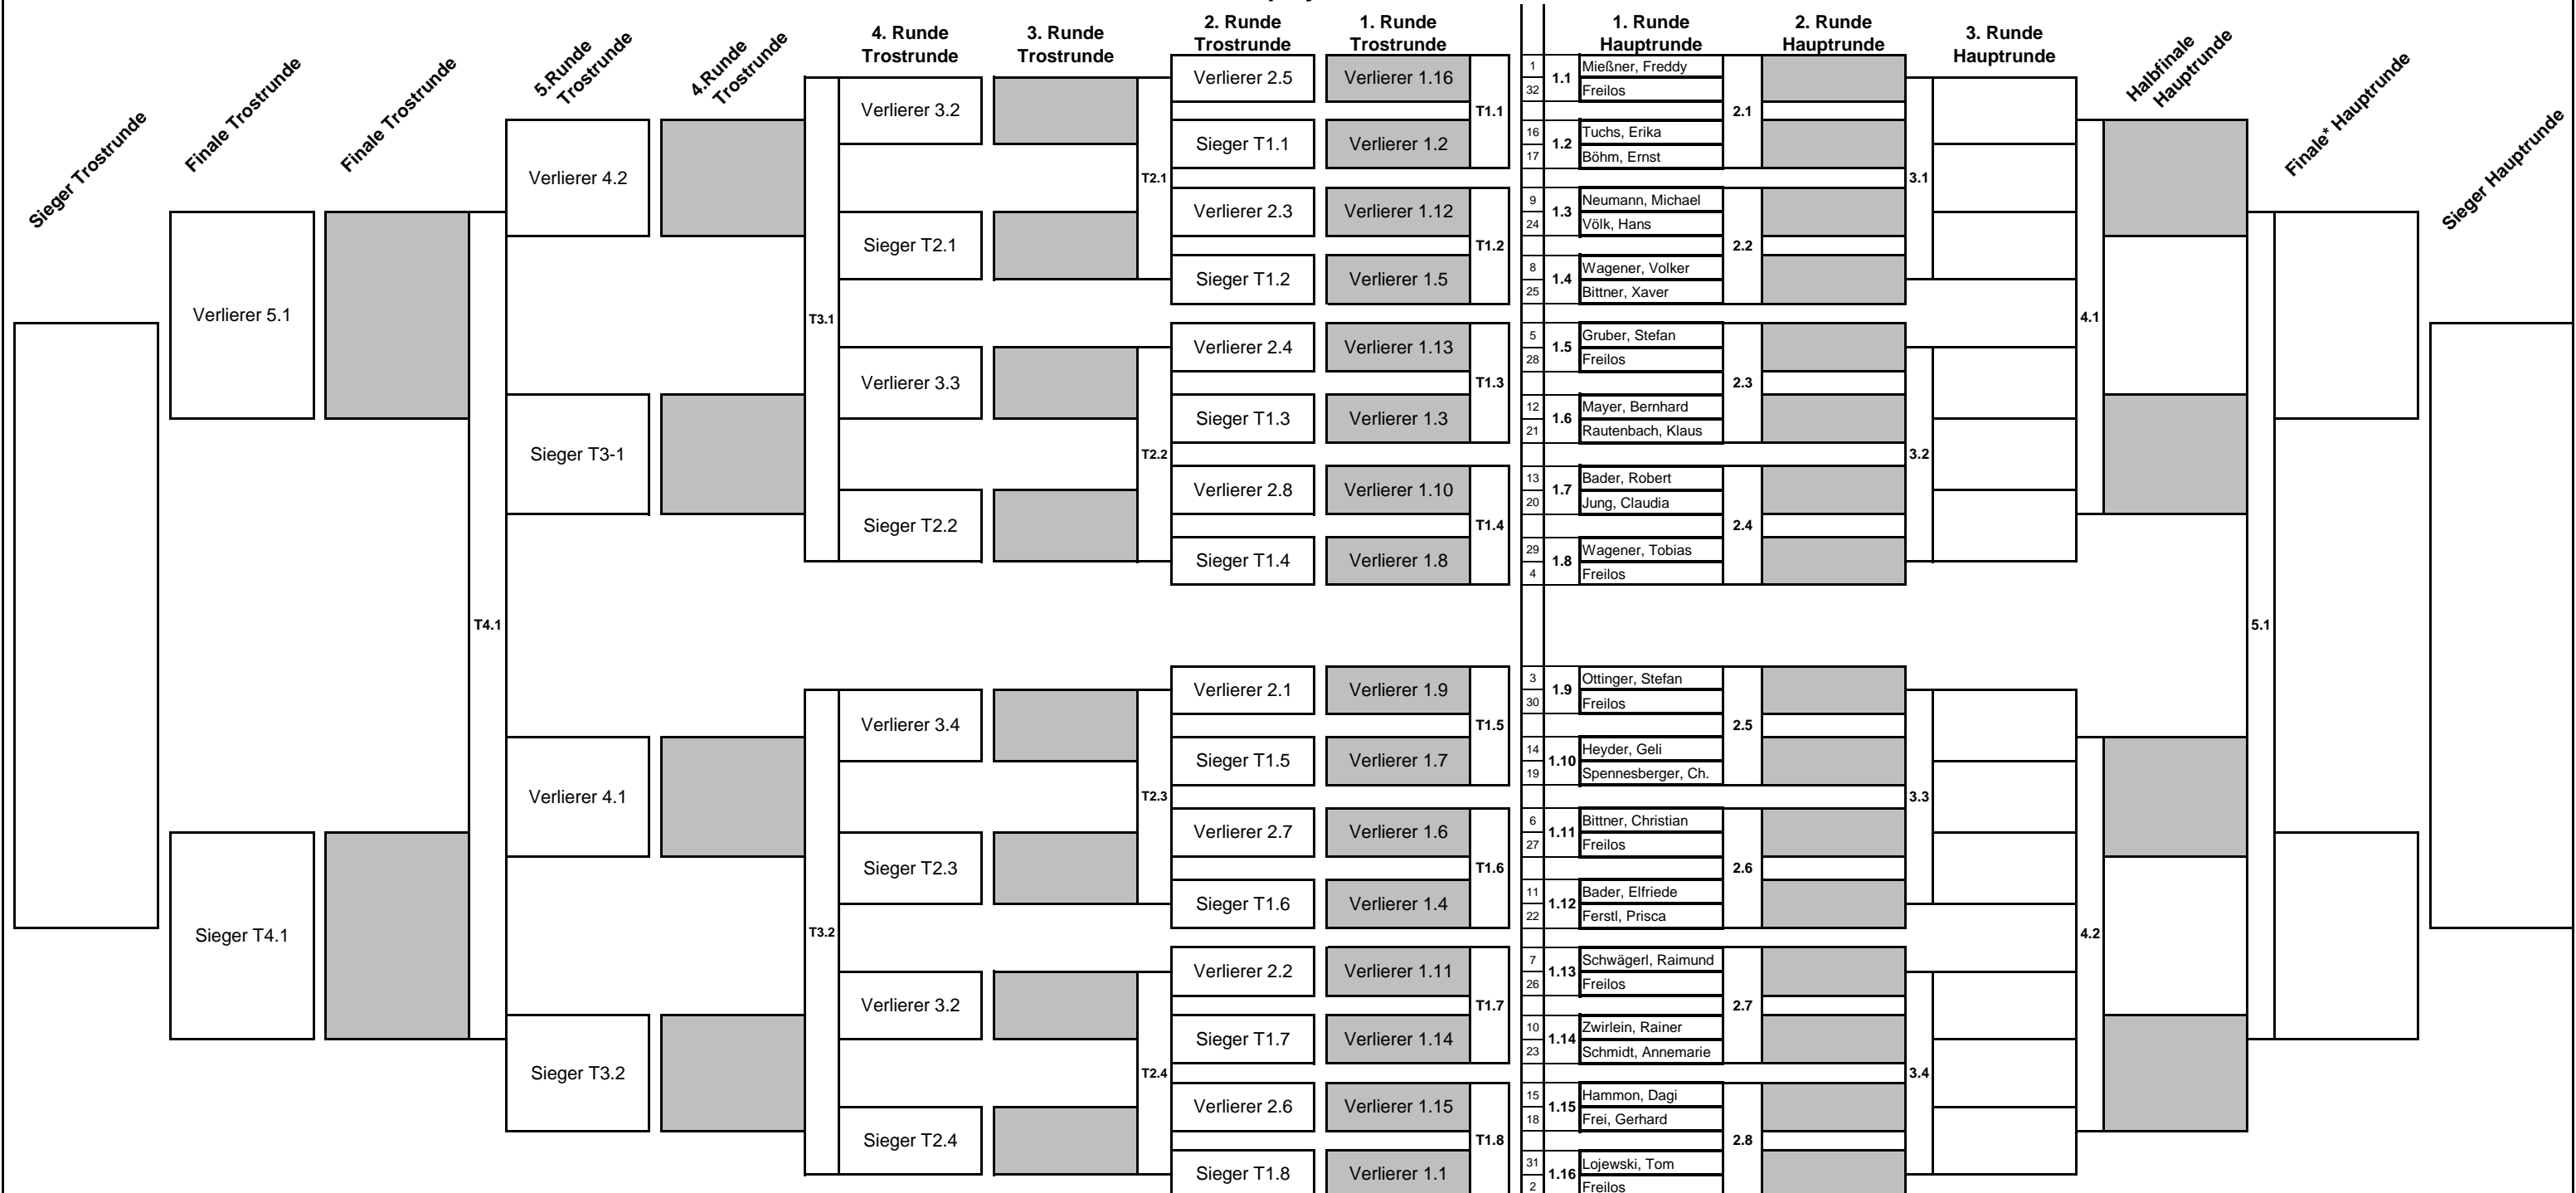 Sieger Trostrunde
Finale Trostrunde
Finale Trostrunde
5.Runde
Trostrunde
4.Runde
Trostrunde
4. Runde
Trostrunde
3. Runde
Trostrunde
2. Runde
Trostrunde
1. Runde
Trostrunde
1. Runde
Hauptrunde
2. Runde
Hauptrunde
3. Runde
Hauptrunde
Halbfinale
Hauptrunde
Finale* Hauptrunde
Sieger Hauptrunde
Verlierer 5.1
Sieger T4.1
T4.1
Verlierer 4.2
Sieger T3-1
Verlierer 4.1
Sieger T3.2
T3.1
T3.2
Verlierer 3.2
Sieger T2.1
Verlierer 3.3
Sieger T2.2
Verlierer 3.4
Sieger T2.3
Verlierer 3.2
Sieger T2.4
T2.1
T2.2
T2.3
T2.4
Verlierer 2.5
Sieger T1.1
Verlierer 2.3
Sieger T1.2
Verlierer 2.4
Sieger T1.3
Verlierer 2.8
Sieger T1.4
Verlierer 2.1
Sieger T1.5
Verlierer 2.7
Sieger T1.6
Verlierer 2.2
Sieger T1.7
Verlierer 2.6
Sieger T1.8
Verlierer 1.16
Verlierer 1.2
Verlierer 1.12
Verlierer 1.5
Verlierer 1.13
Verlierer 1.3
Verlierer 1.10
Verlierer 1.8
Verlierer 1.9
Verlierer 1.7
Verlierer 1.6
Verlierer 1.4
Verlierer 1.11
Verlierer 1.14
Verlierer 1.15
Verlierer 1.1
T1.1
T1.2
T1.3
T1.4
T1.5
T1.6
T1.7
T1.8
1 1.1 Mießner, Freddy
32 Freilos
16 1.2 Tuchs, Erika
17 Böhm, Ernst
9 1.3 Neumann, Michael
24 Völk, Hans
8 1.4 Wagener, Volker
25 Bittner, Xaver
5 1.5 Gruber, Stefan
28 Freilos
12 1.6 Mayer, Bernhard
21 Rautenbach, Klaus
13 1.7 Bader, Robert
20 Jung, Claudia
29 1.8 Wagener, Tobias
4 Freilos
3 1.9 Ottinger, Stefan
30 Freilos
14 1.10 Heyder, Geli
19 Spennesberger, Ch.
6 1.11 Bittner, Christian
27 Freilos
11 1.12 Bader, Elfriede
22 Ferstl, Prisca
7 1.13 Schwägerl, Raimund
26 Freilos
10 1.14 Zwirlein, Rainer
23 Schmidt, Annemarie
15 1.15 Hammon, Dagi
18 Frei, Gerhard
31 1.16 Lojewski, Tom
2 Freilos
2.1
2.2
2.3
2.4
2.5
2.6
2.7
2.8
3.1
3.2
3.3
3.4
4.1
4.2
5.1